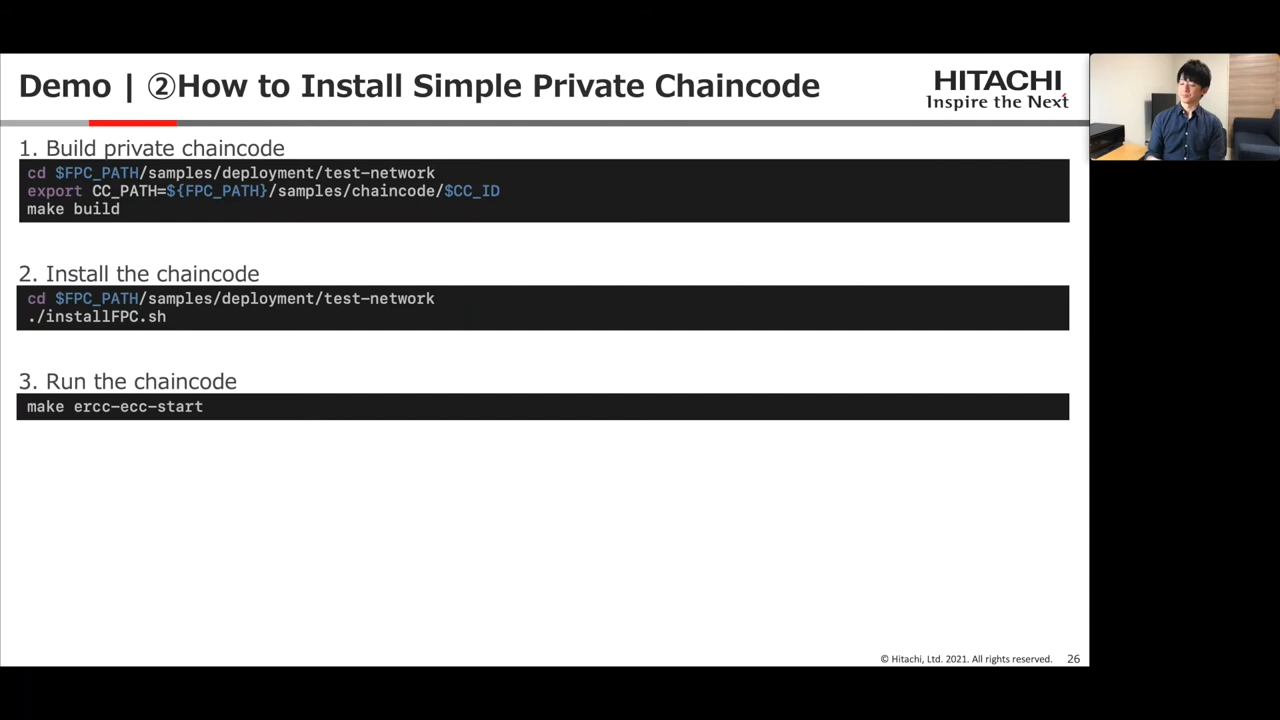 Demo | ②How to Install Simple Private Chaincode
HITACHI
Inspire the Next
1. Build private chaincode
cd $FPC_PATH/samples/deployment/test-network
export CC_PATH=${FPC_PATH}/samples/chaincode/$CC_ID
make build
2. Install the chaincode
cd $FPC_PATH/samples/deployment/test-network
./installFPC.sh
3. Run the chaincode
make ercc-ecc-start
© Hitachi, Ltd. 2021. All rights reserved. 26